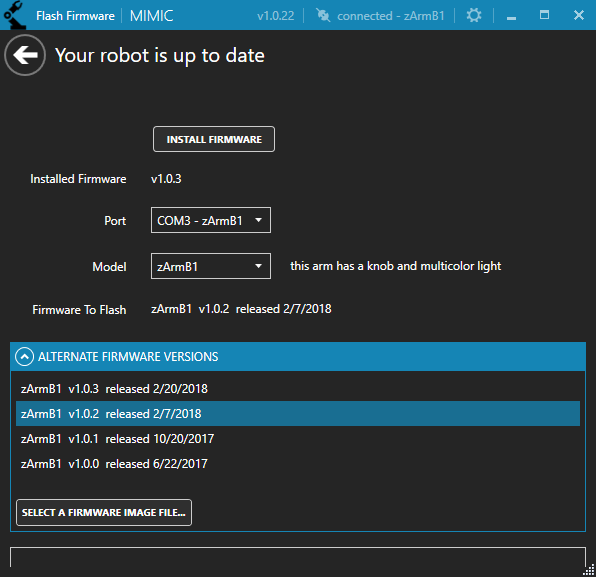 Flash Firmware MIMIC v1.0.22 connected - zArmB1
Your robot is up to date
INSTALL FIRMWARE
Installed Firmware v1.0.3
Port COM3 - zArmB1
Model zArmB1 this arm has a knob and multicolor light
Firmware To Flash zArmB1 v1.0.2 released 2/7/2018
ALTERNATE FIRMWARE VERSIONS
zArmB1 v1.0.3 released 2/20/2018
zArmB1 v1.0.2 released 2/7/2018
zArmB1 v1.0.1 released 10/20/2017
zArmB1 v1.0.0 released 6/22/2017
SELECT A FIRMWARE IMAGE FILE...